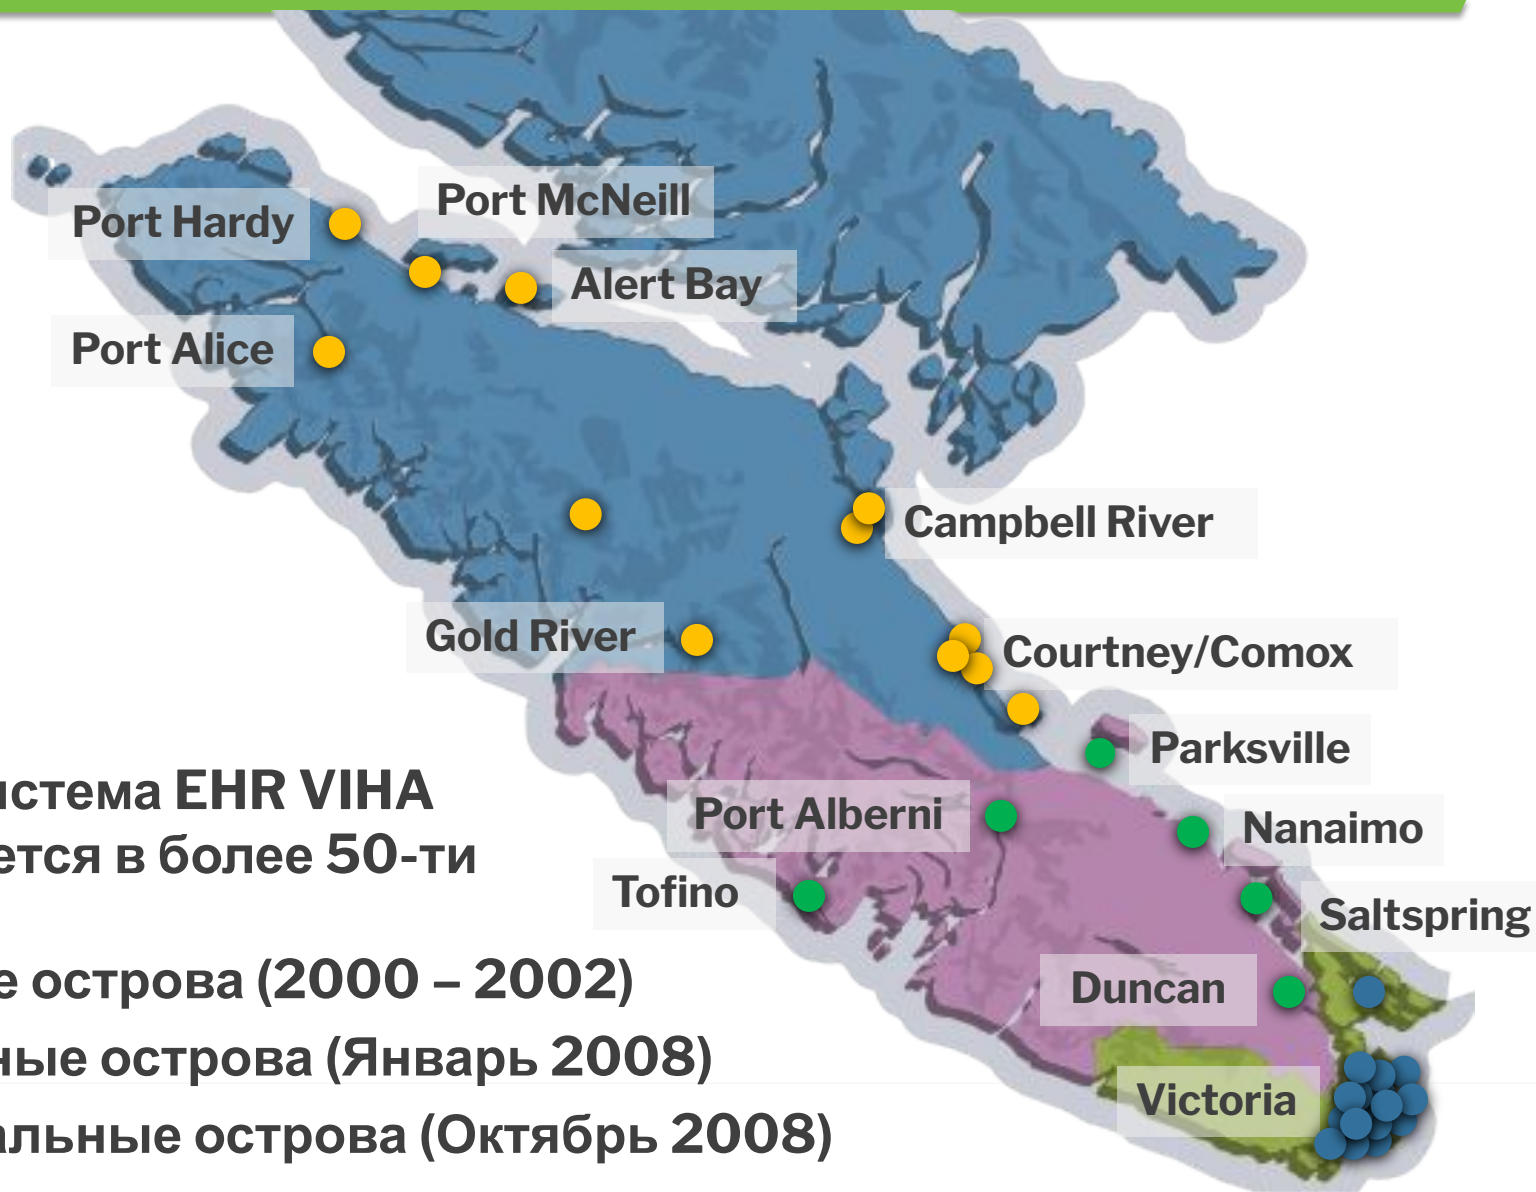 Port McNeill
Port Hardy
Alert Bay
Port Alice
Campbell River
Gold River
Courtney/Comox
Parksville
истема EHR VIHA
Port Alberni
Nanaimo
ется в более 50-ти
Tofino
Saltspring
е острова (2000 – 2002)
Duncan
ные острова (Январь 2008)
Victoria
альные острова (Октябрь 2008)